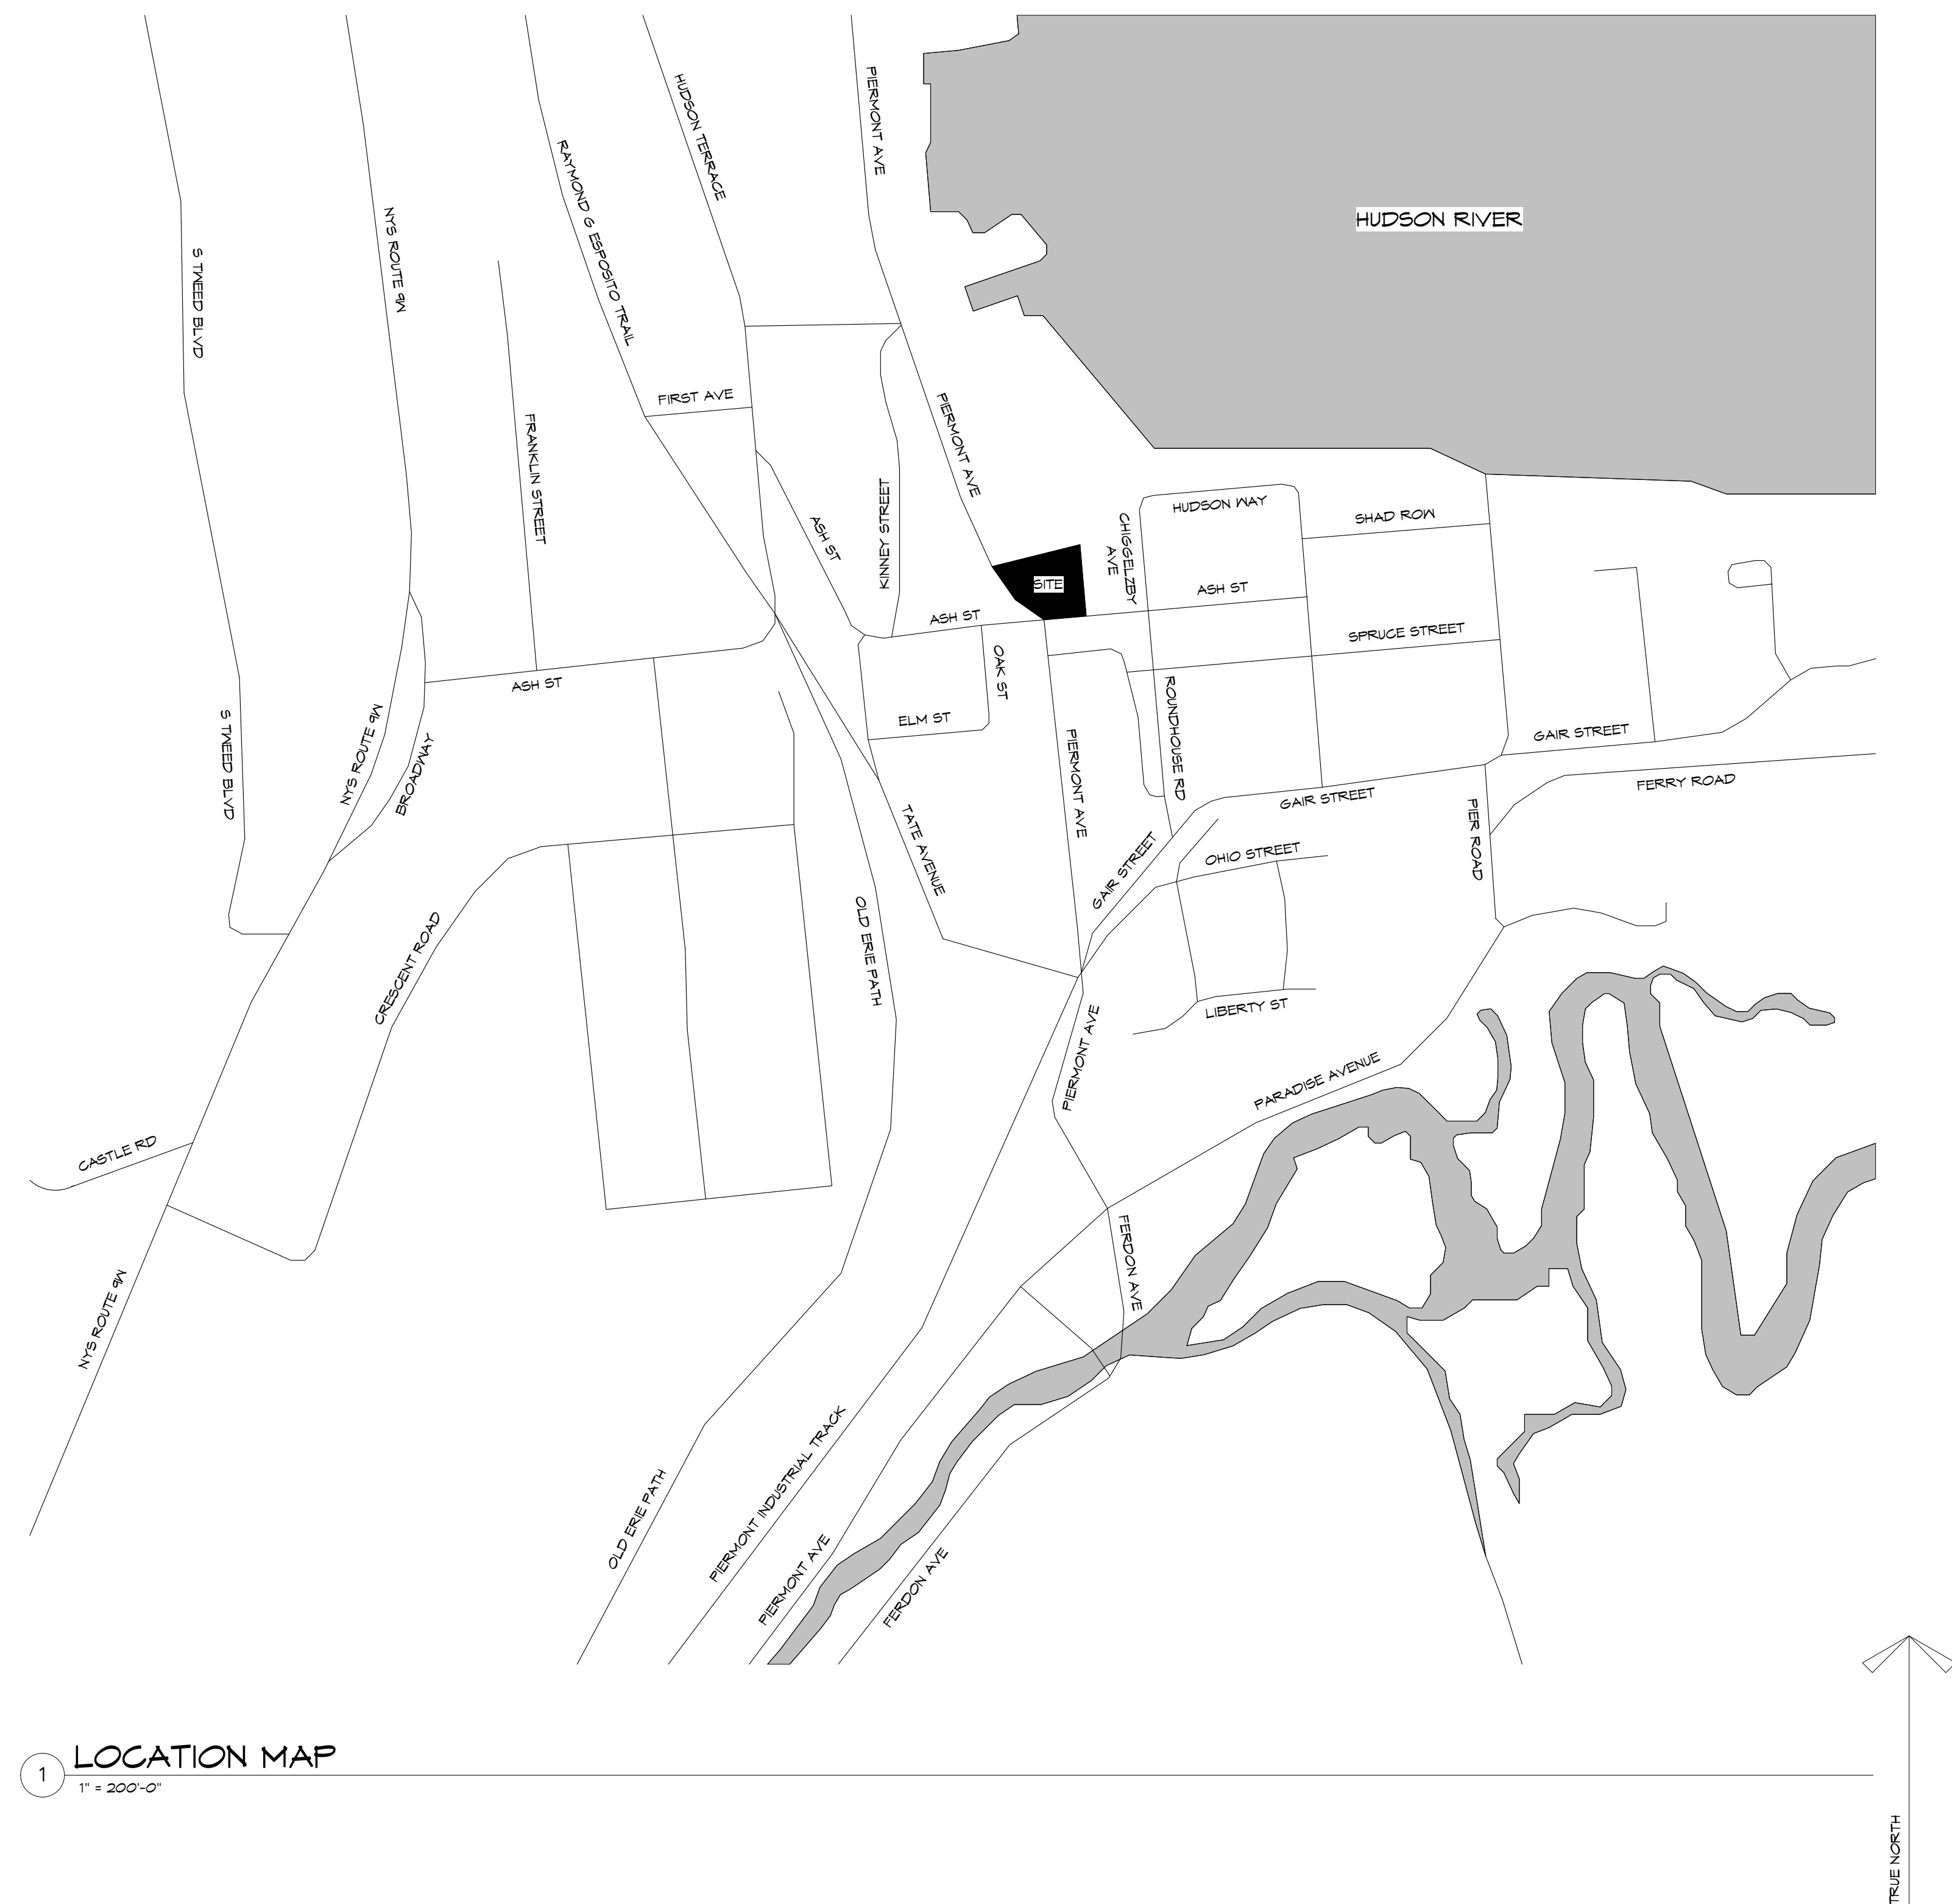 PIERMONT AVE
HUDSON TERRACE
RAYMOND G ESPOSITO TRAIL
NYS ROUTE 9W
S TWEED BLVD
HUDSON RIVER
FIRST AVE
FRANKLIN STREET
PIERMONT AVE
KINNEY STREET
ASH ST
HUDSON WAY
SHAD ROW
CHIGGELZBY
AVE
SITE
ASH ST
ASH ST
SPRUCE STREET
OAK ST
ELM ST
ASH ST
ROUNDHOUSE RD
S TWEED BLVD
NYS ROUTE 9W
BROADWAY
PIERMONT AVE
GAIR STREET
FERRY ROAD
GAIR STREET
PIER ROAD
TATE AVENUE
GAIR STREET
OHIO STREET
OLD ERIE PATH
CRESCENT ROAD
LIBERTY ST
PIERMONT AVE
PARADISE AVENUE
CASTLE RD
FERDON AVE
NYS ROUTE 9W
PIERMONT INDUSTRIAL TRACK
OLD ERIE PATH
PIERMONT AVE
FERDON AVE
1
LOCATION MAP
1" = 200'-0"
TRUE NORTH